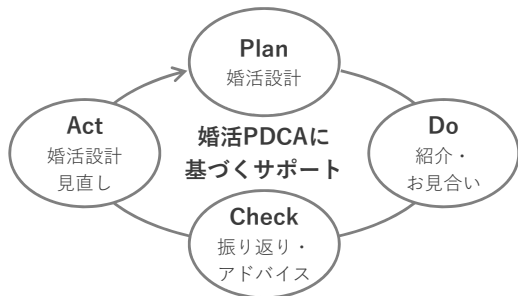 Plan
婚活設計
Act
婚活設計
見直し
婚活PDCAに
基づくサポート
Do
紹介・
お見合い
Check
振り返り・
アドバイス